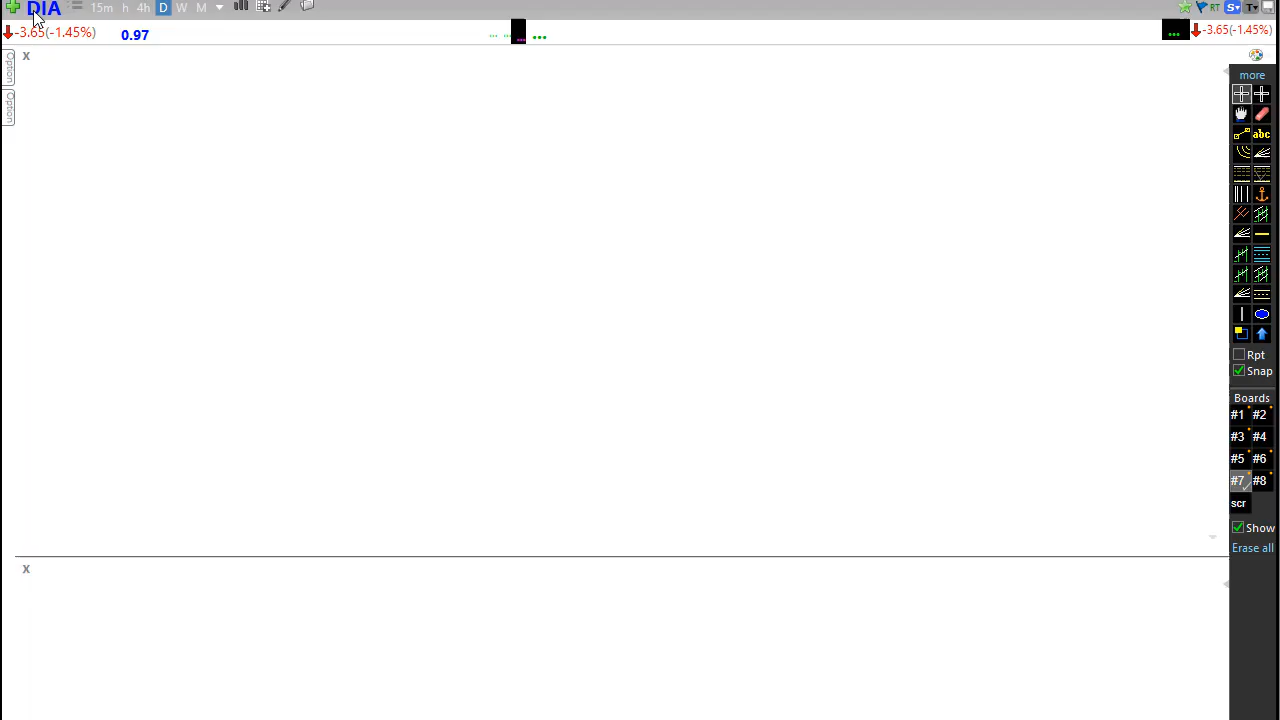 DIA 15m h 4h D W M RT S T
-3.65(-1.45%) 0.97 -3.65(-1.45%)
Option
Option
X
more
abc
Rpt
Snap
Boards
#1 #2
#3 #4
#5 #6
#7 #8
scr
Show
Erase all
X